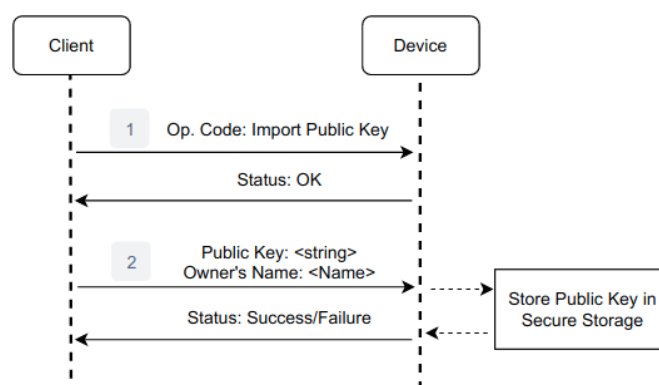 Client
Device
1
Op. Code: Import Public Key
Status: OK
2
Public Key: <string>
Owner's Name: <Name>
Store Public Key in
Secure Storage
Status: Success/Failure